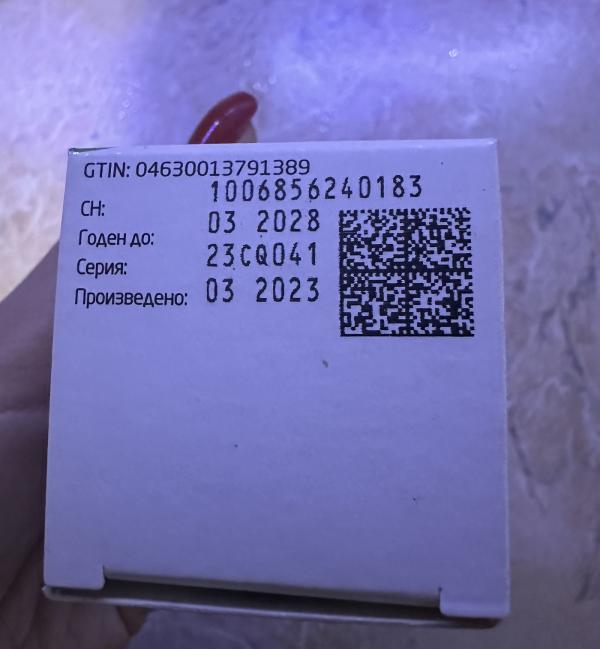 GTIN: 04630013791389
СН: 1006856240183
Годен до: 03 2028
Серия: 23CQ041
Произведено: 03 2023